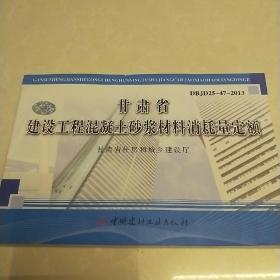 GANSUSHENGJIANSHEGONGCHENGHUNNINGTUSHAJIANGCAILIAOXIAOHAOLIANGDINGE
DBJD25-47-2013
甘肃省
建设工程混凝土砂浆材料消耗量定额
甘肃省住房和城乡建设厅
中国建材工业出版社